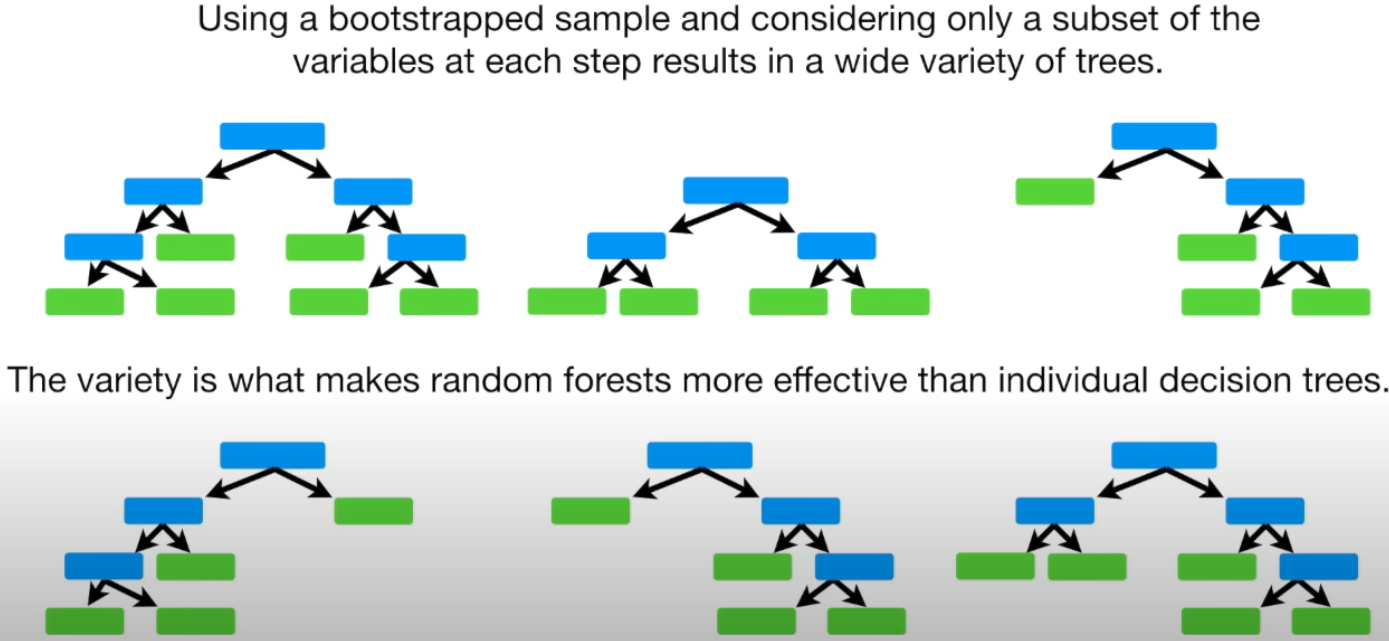 Using a bootstrapped sample and considering only a subset of the
variables at each step results in a wide variety of trees.
The variety is what makes random forests more effective than individual decision trees.